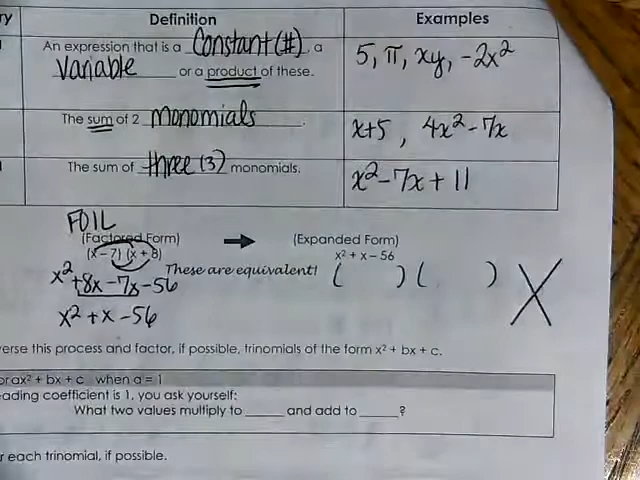 ry Definition Examples
An expression that is a Constant (#), a
Variable or a product of these.
5, π, xy, -2x²
The sum of 2 monomials.
x+5, 4x²-7x
The sum of three (3) monomials.
x²-7x+11
FOIL
(Factored Form) (Expanded Form)
(x – 7)(x + 8) x² + x – 56
These are equivalent! ( )( )
x²+8x-7x-56
x²+x-56
verse this process and factor, if possible, trinomials of the form x² + bx + c.
or ax² + bx + c when a = 1
eading coefficient is 1, you ask yourself:
What two values multiply to _____ and add to _____?
r each trinomial, if possible.